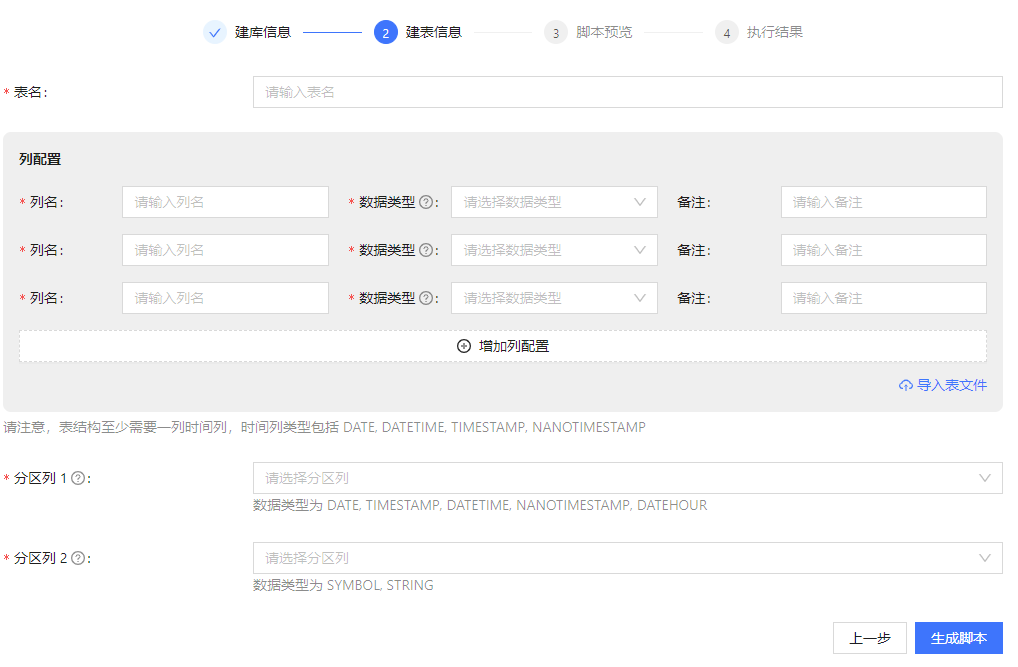 建库信息 2 建表信息 3 脚本预览 4 执行结果
* 表名: 请输入表名
列配置
* 列名: 请输入列名 * 数据类型 ? : 请选择数据类型 备注: 请输入备注
* 列名: 请输入列名 * 数据类型 ? : 请选择数据类型 备注: 请输入备注
* 列名: 请输入列名 * 数据类型 ? : 请选择数据类型 备注: 请输入备注
增加列配置
导入表文件
请注意，表结构至少需要一列时间列，时间列类型包括 DATE, DATETIME, TIMESTAMP, NANOTIMESTAMP
* 分区列 1 ? : 请选择分区列
数据类型为 DATE, TIMESTAMP, DATETIME, NANOTIMESTAMP, DATEHOUR
* 分区列 2 ? : 请选择分区列
数据类型为 SYMBOL, STRING
上一步 生成脚本